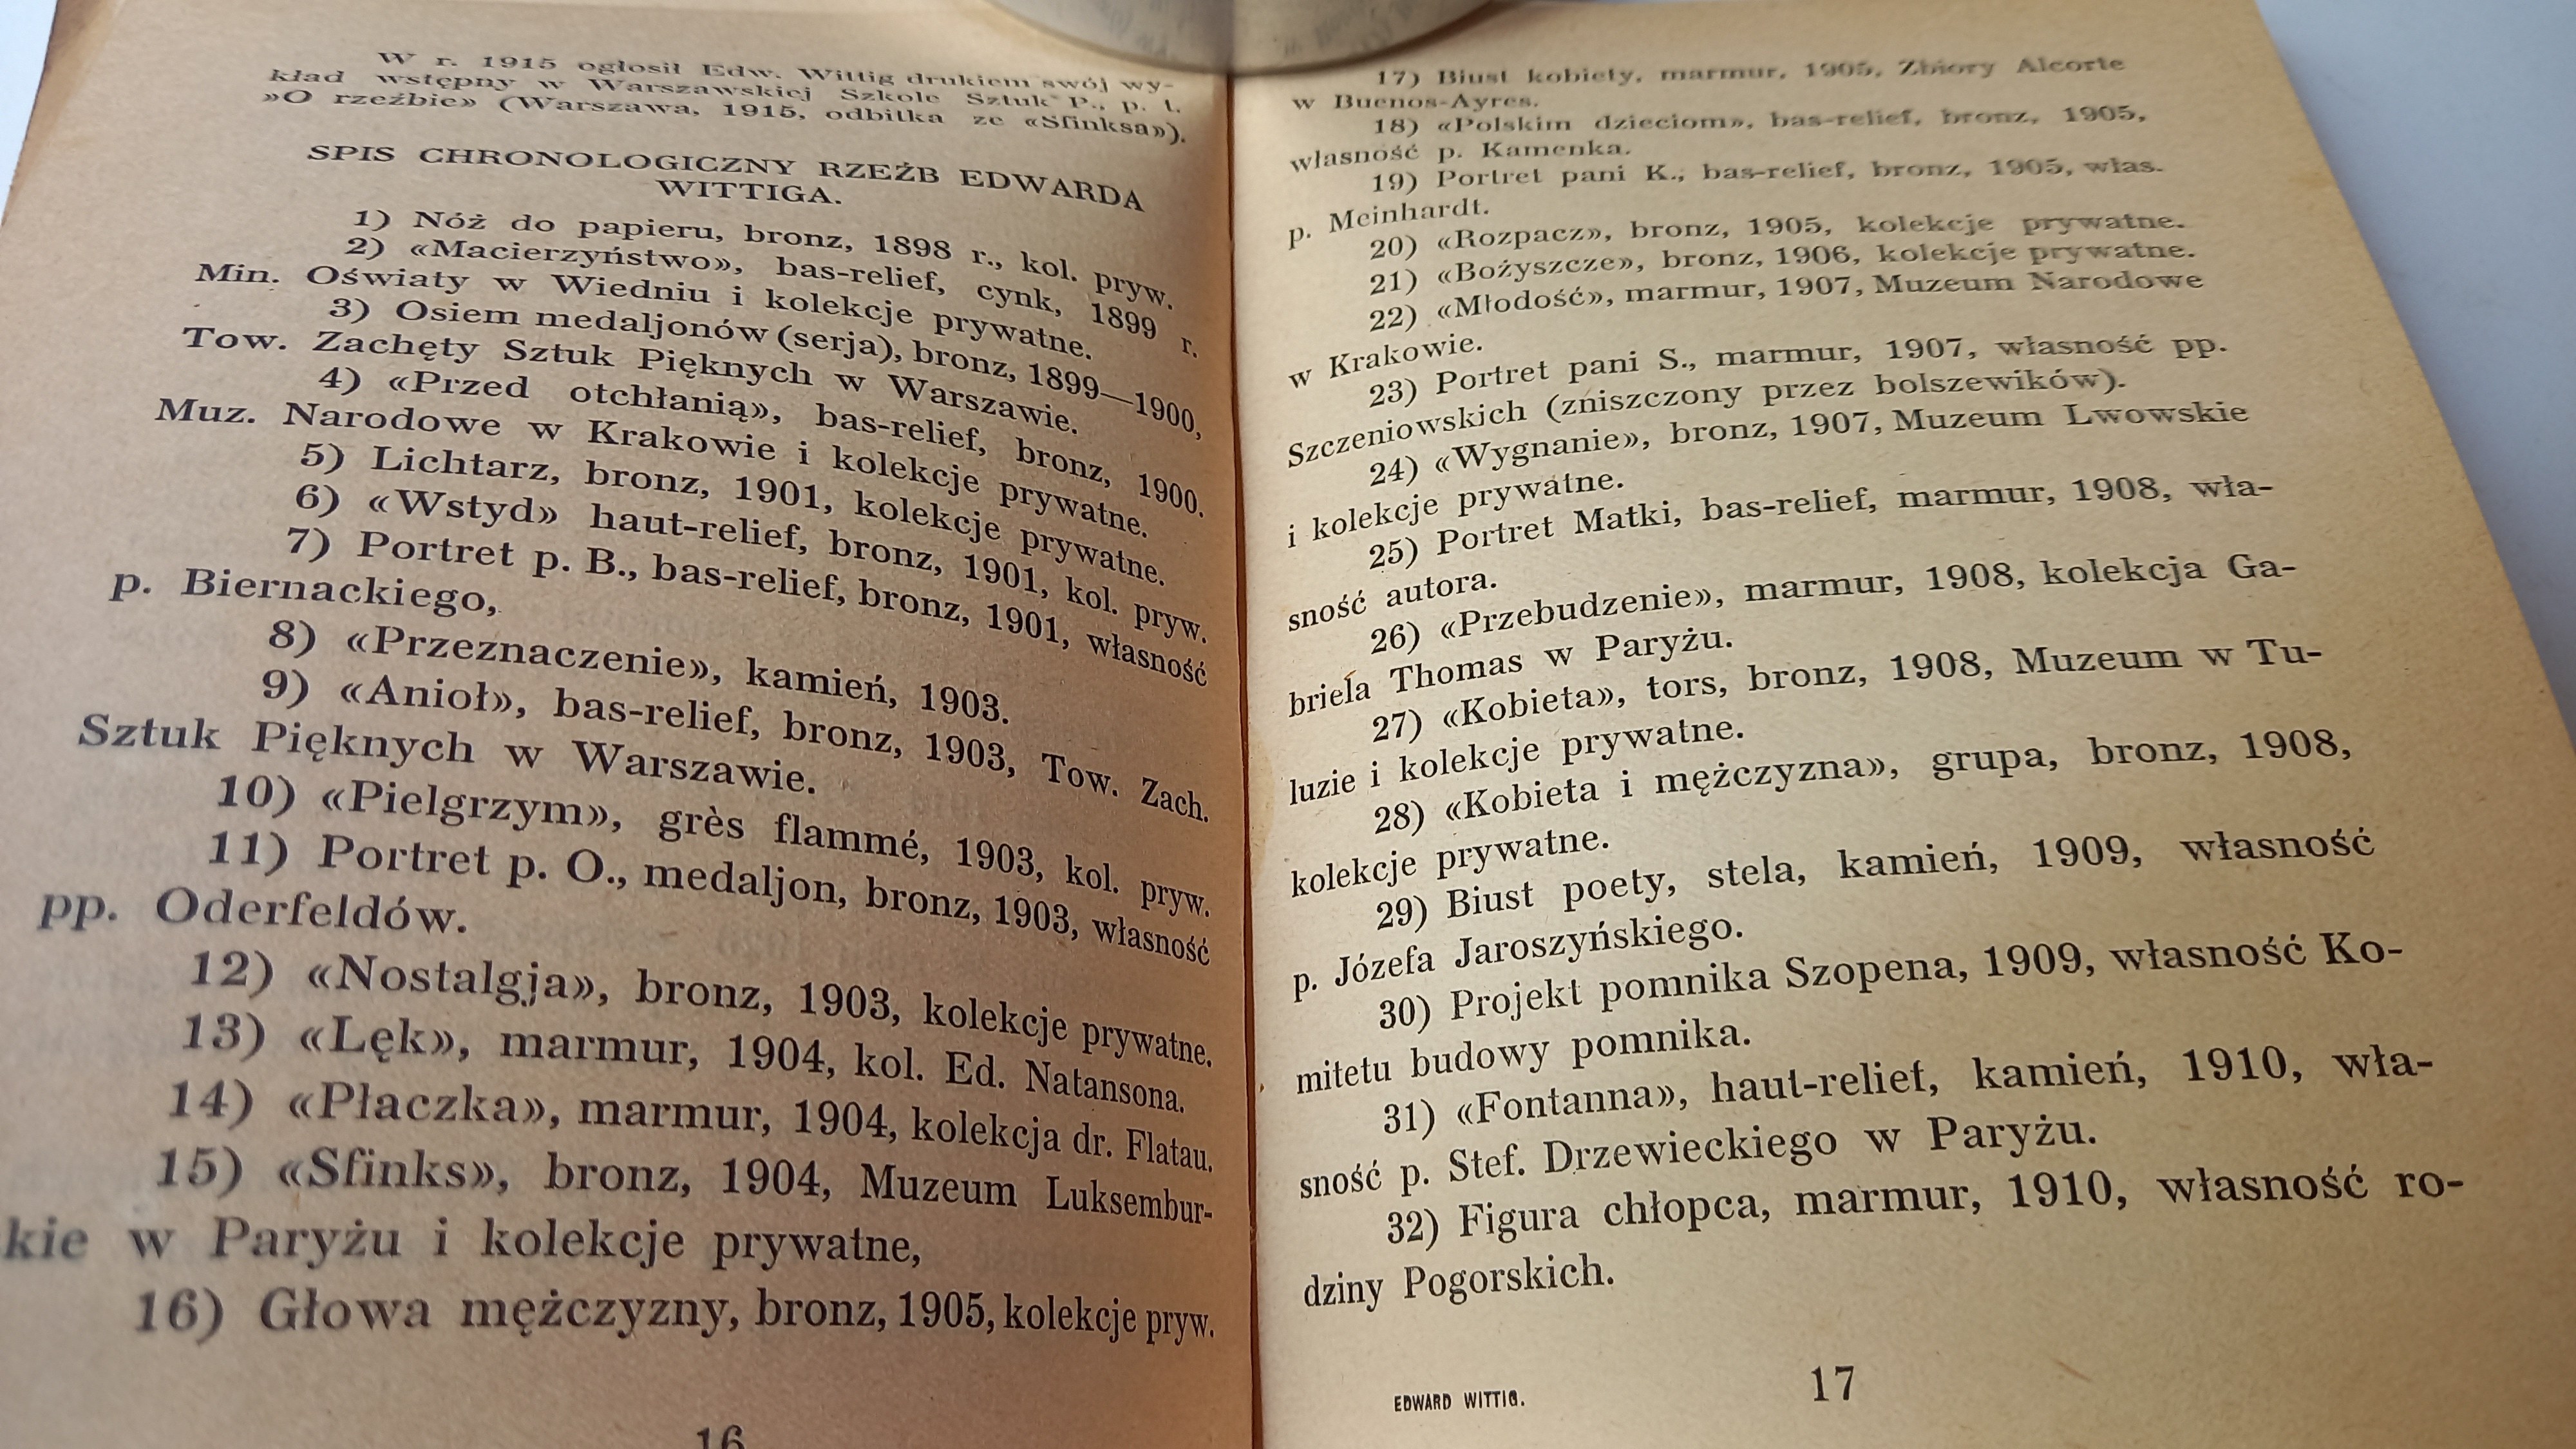 W r. 1915 ogłosił Edw. Wittig drukiem swój wy-
kład wstępny w Warszawskiej Szkole Sztuk P., p. t.
»O rzeźbie» (Warszawa, 1915, odbitka ze «Sfinksa»).
SPIS CHRONOLOGICZNY RZEŹB EDWARDA
WITTIGA.
1) Nóż do papieru, bronz, 1898 r., kol. pryw.
2) «Macierzyństwo», bas-relief, cynk, 1899 r.
Min. Oświaty w Wiedniu i kolekcje prywatne.
3) Osiem medaljonów (serja), bronz, 1899—1900,
Tow. Zachęty Sztuk Pięknych w Warszawie.
4) «Przed otchłanią», bas-relief, bronz, 1900.
Muz. Narodowe w Krakowie i kolekcje prywatne.
5) Lichtarz, bronz, 1901, kolekcje prywatne.
6) «Wstyd» haut-relief, bronz, 1901, kol. pryw.
7) Portret p. B., bas-relief, bronz, 1901, własność
p. Biernackiego,
8) «Przeznaczenie», kamień, 1903.
9) «Anioł», bas-relief, bronz, 1903, Tow. Zach.
Sztuk Pięknych w Warszawie.
10) «Pielgrzym», grès flammé, 1903, kol. pryw.
11) Portret p. O., medaljon, bronz, 1903, własność
pp. Oderfeldów.
12) «Nostalgja», bronz, 1903, kolekcje prywatne.
13) «Lęk», marmur, 1904, kol. Ed. Natansona.
14) «Płaczka», marmur, 1904, kolekcja dr. Flatau.
15) «Sfinks», bronz, 1904, Muzeum Luksembur-
kie w Paryżu i kolekcje prywatne,
16) Głowa mężczyzny, bronz, 1905, kolekcje pryw.
16
17) Biust kobiety, marmur, 1905, Zbiory Alcorte
w Buenos-Ayres.
18) «Polskim dzieciom», bas-relief, bronz, 1905,
własność p. Kamenka.
19) Portret pani K., bas-relief, bronz, 1905, włas.
p. Meinhardt.
20) «Rozpacz», bronz, 1905, kolekcje prywatne.
21) «Bożyszcze», bronz, 1906, kolekcje prywatne.
22) «Młodość», marmur, 1907, Muzeum Narodowe
w Krakowie.
23) Portret pani S., marmur, 1907, własność pp.
Szczeniowskich (zniszczony przez bolszewików).
24) «Wygnanie», bronz, 1907, Muzeum Lwowskie
i kolekcje prywatne.
25) Portret Matki, bas-relief, marmur, 1908, wła-
sność autora.
26) «Przebudzenie», marmur, 1908, kolekcja Ga-
briela Thomas w Paryżu.
27) «Kobieta», tors, bronz, 1908, Muzeum w Tu-
luzie i kolekcje prywatne.
28) «Kobieta i mężczyzna», grupa, bronz, 1908,
kolekcje prywatne.
29) Biust poety, stela, kamień, 1909, własność
p. Józefa Jaroszyńskiego.
30) Projekt pomnika Szopena, 1909, własność Ko-
mitetu budowy pomnika.
31) «Fontanna», haut-relief, kamień, 1910, wła-
sność p. Stef. Drzewieckiego w Paryżu.
32) Figura chłopca, marmur, 1910, własność ro-
dziny Pogorskich.
EDWARD WITTIG.
17